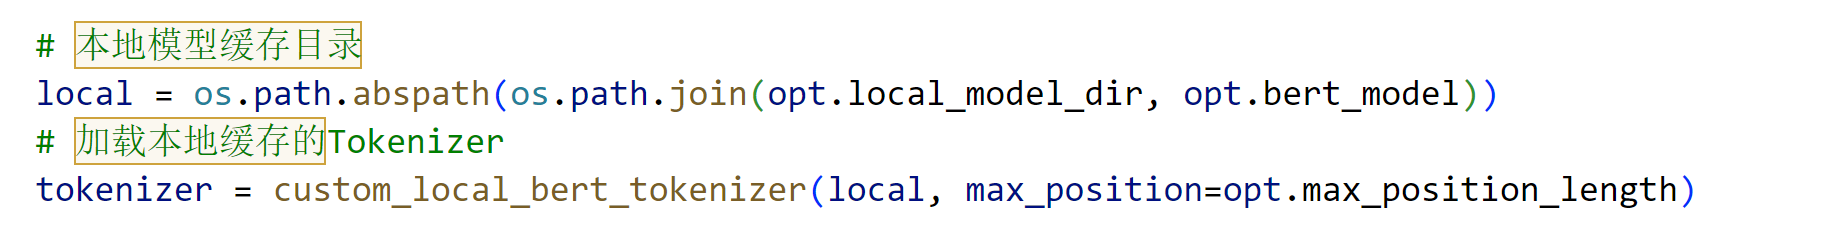 # 本地模型缓存目录
local = os.path.abspath(os.path.join(opt.local_model_dir, opt.bert_model))
# 加载本地缓存的Tokenizer
tokenizer = custom_local_bert_tokenizer(local, max_position=opt.max_position_length)